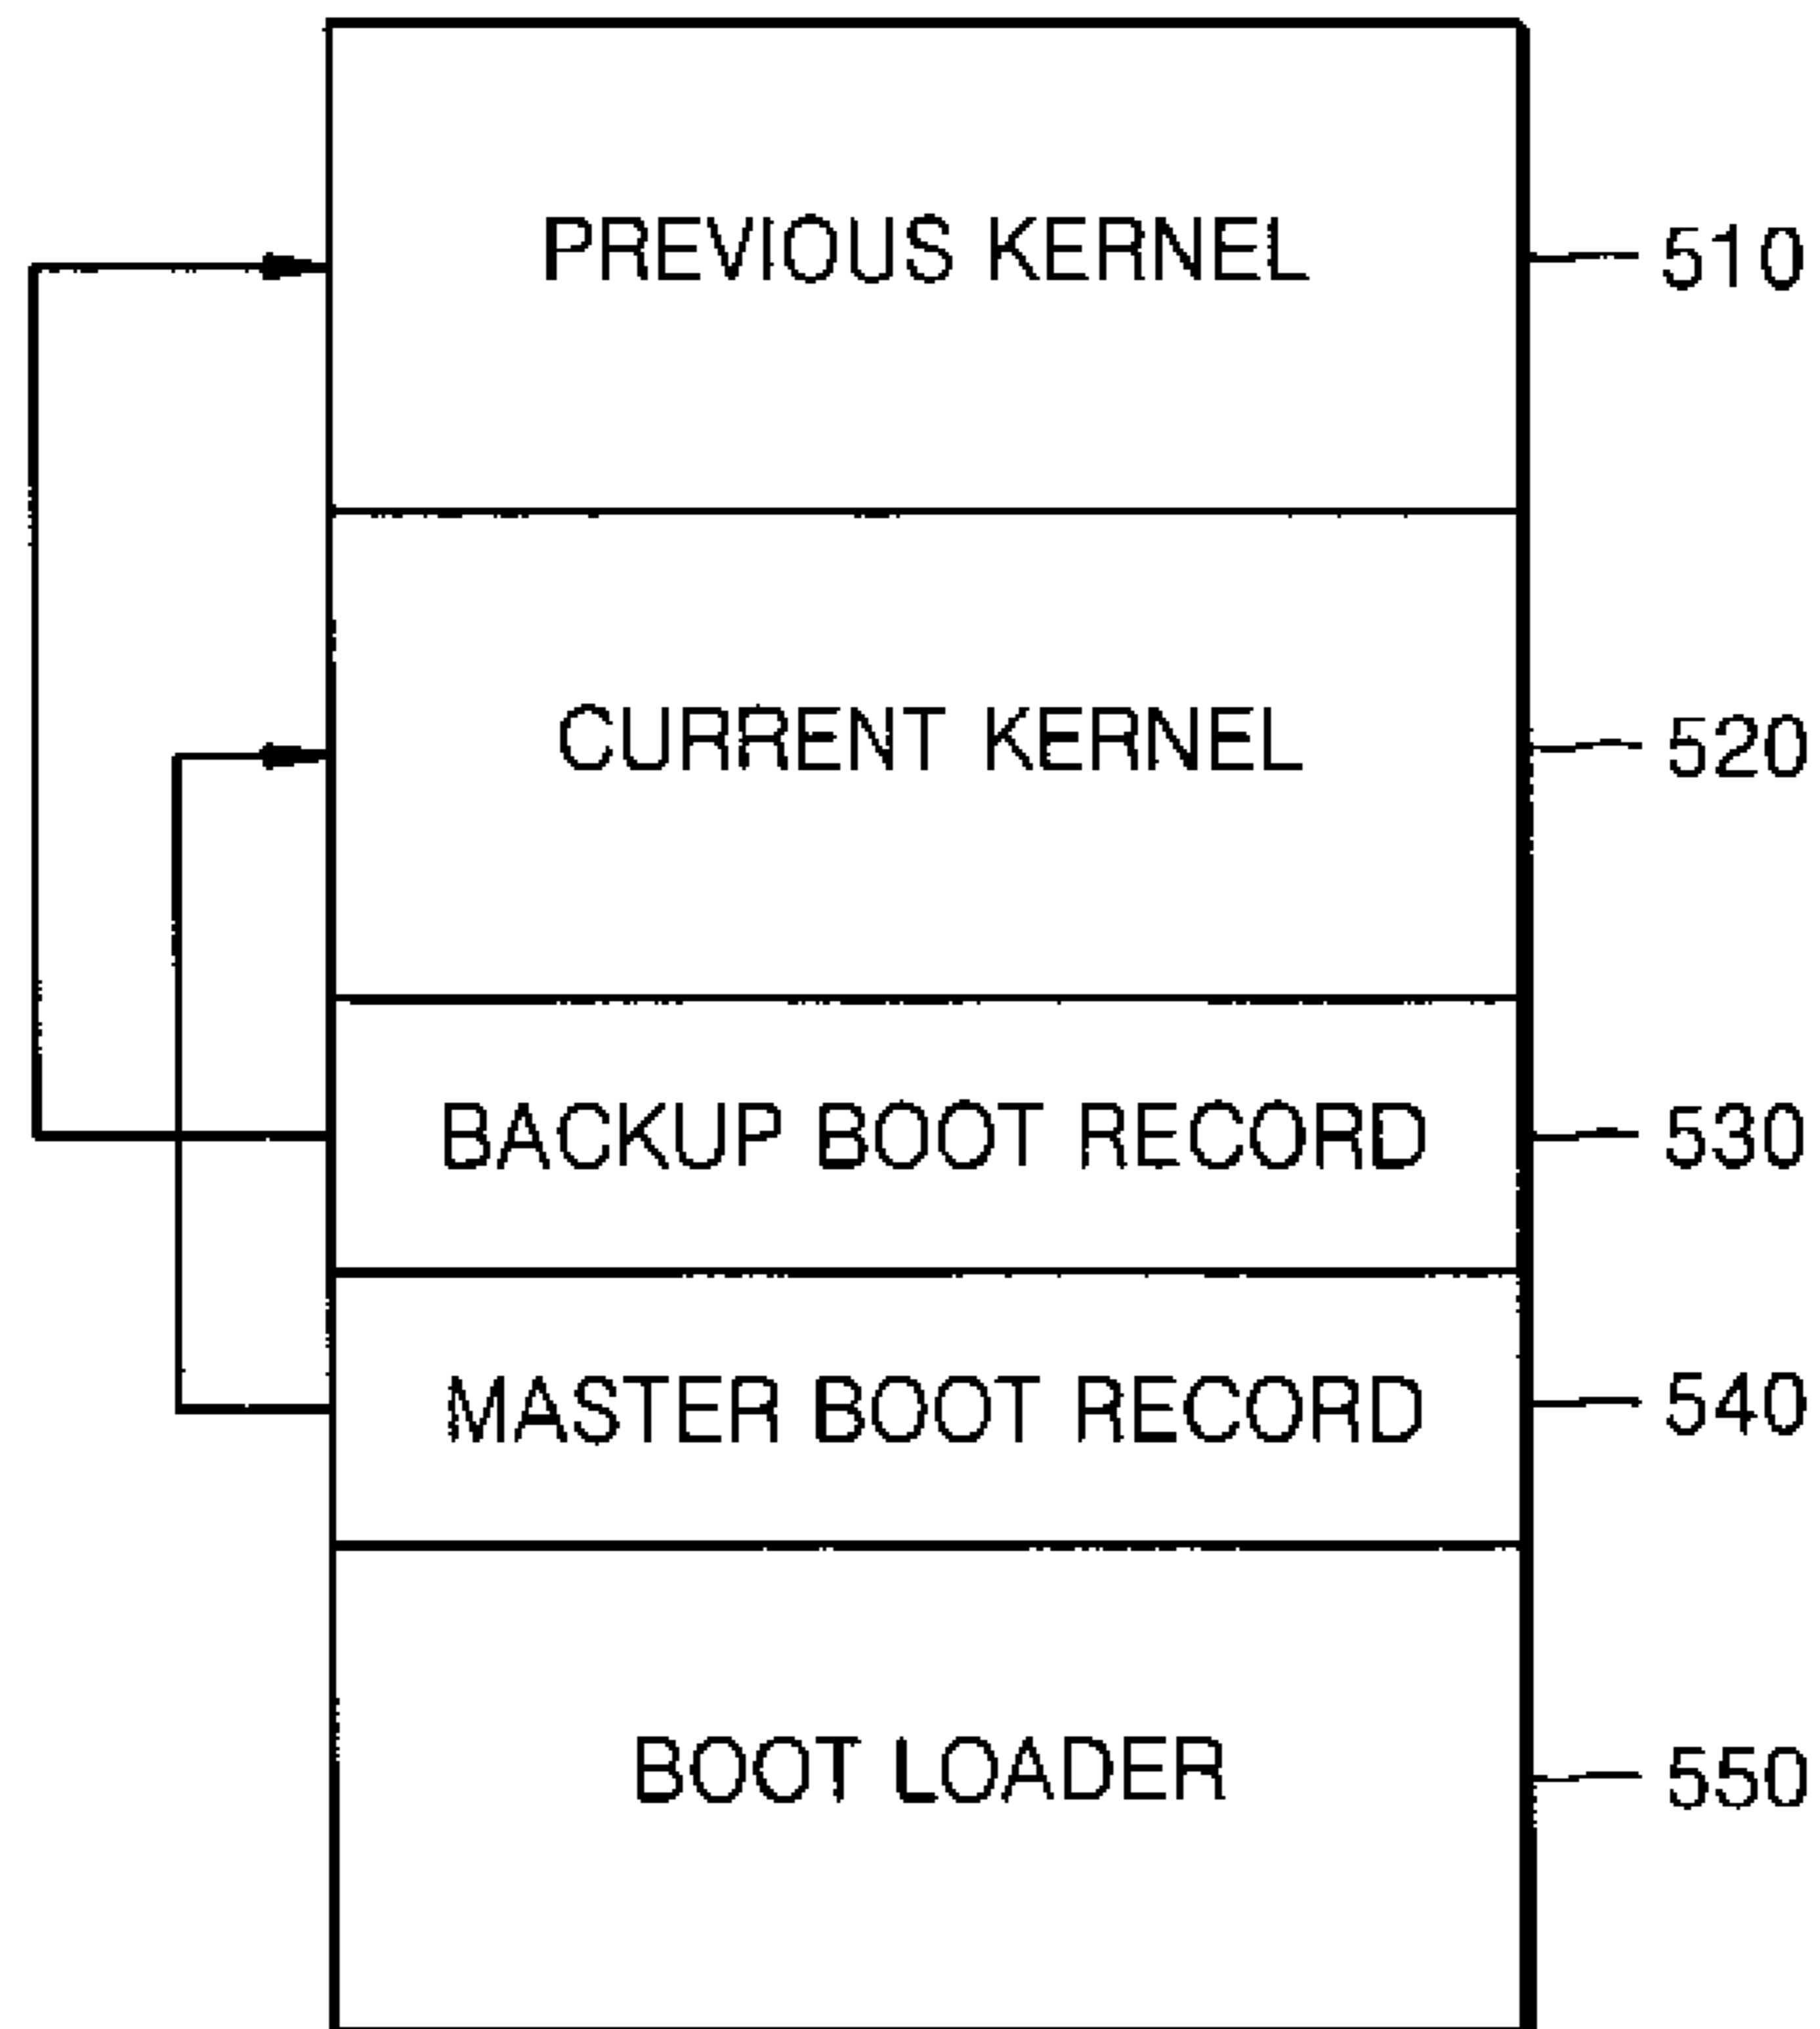 PREVIOUS KERNEL 510
CURRENT KERNEL 520
BACKUP BOOT RECORD 530
MASTER BOOT RECORD 540
BOOT LOADER 550